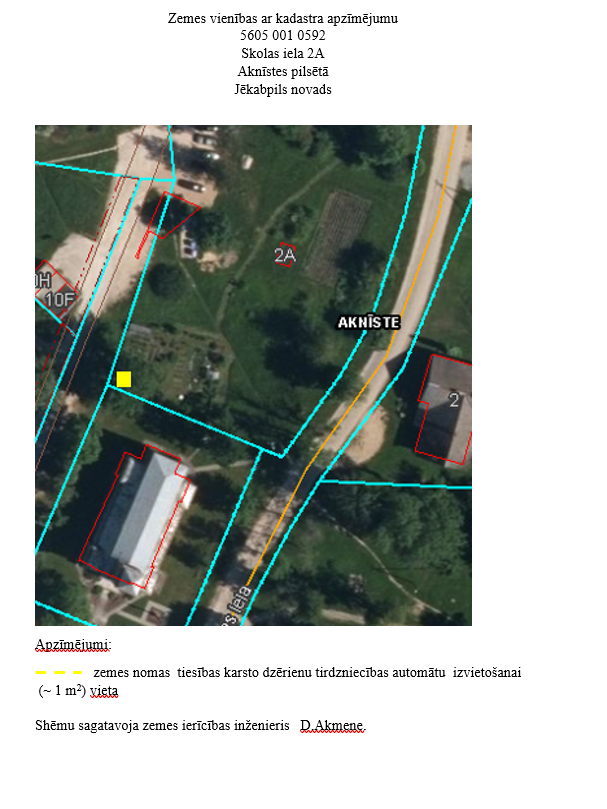 Zemes vienības ar kadastra apzīmējumu
5605 001 0592
Skolas iela 2A
Aknīstes pilsētā
Jēkabpils novads
2A
10F
AKNĪSTE
2
iela
Apzīmējumi:
zemes nomas tiesības karsto dzērienu tirdzniecības automātu izvietošanai
(~ 1 m²) vieta
Shēmu sagatavoja zemes ierīcības inženieris D.Akmene.